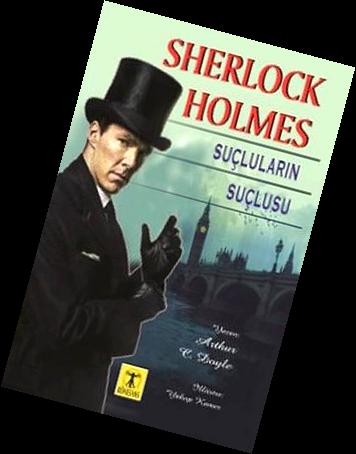 SHERLOCK
HOLMES
SUÇLULARIN
SUÇLUSU
Yazan:
Arthur
C. Doyle